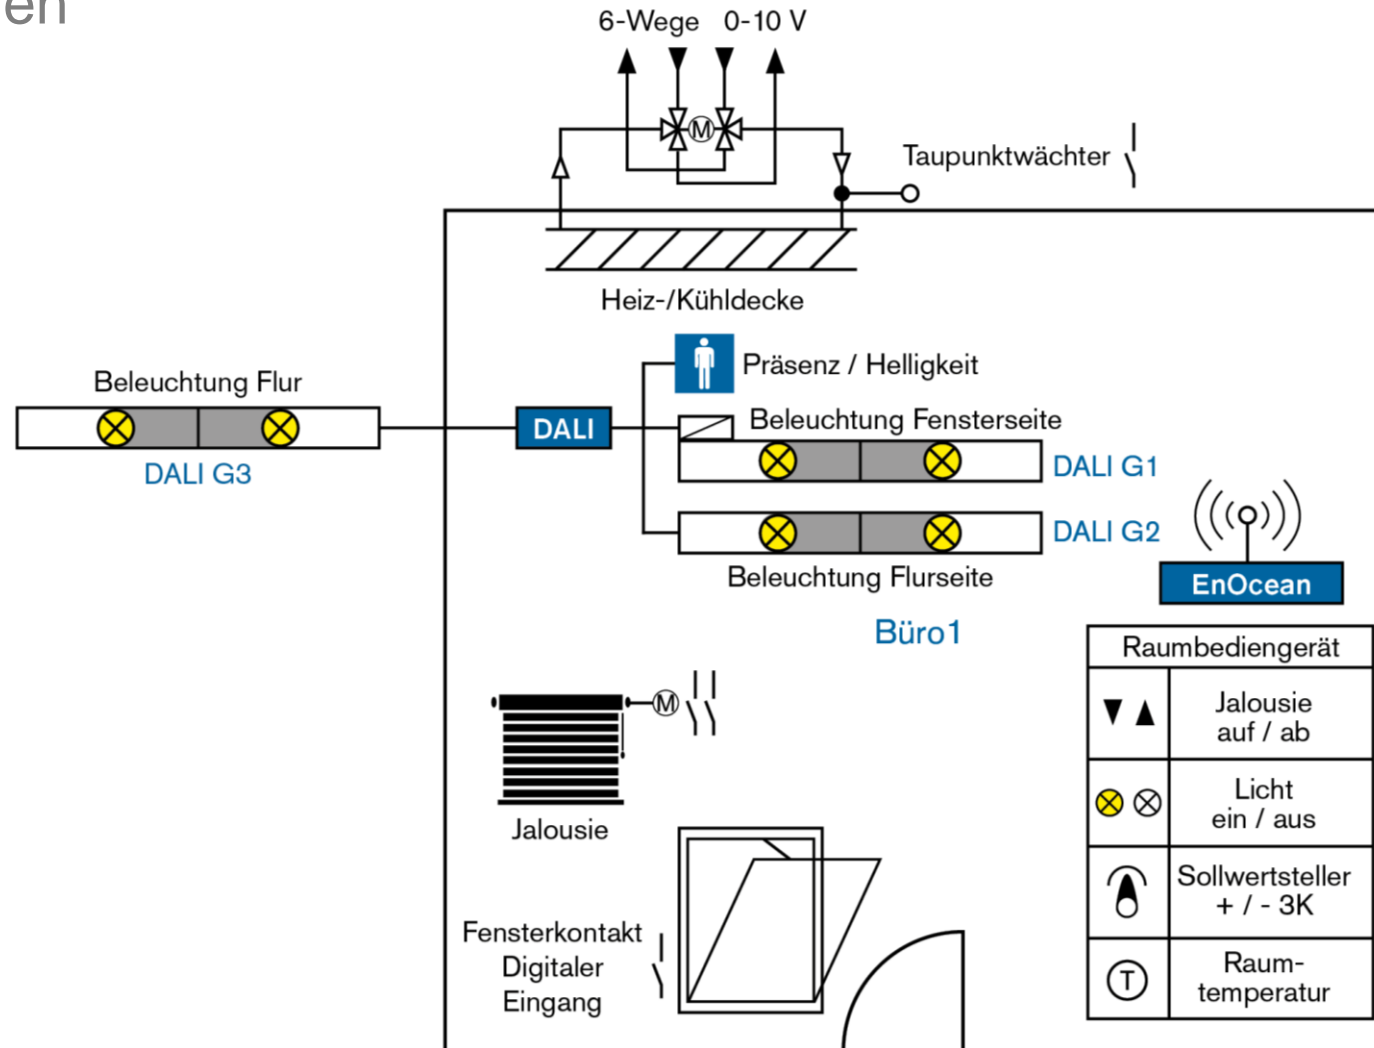 en
6-Wege 0-10 V
M
Taupunktwächter
Heiz-/Kühldecke
Präsenz / Helligkeit
Beleuchtung Flur
DALI
Beleuchtung Fensterseite
DALI G3
DALI G1
DALI G2
Beleuchtung Flurseite
EnOcean
Büro1
Raumbediengerät
Jalousie
auf / ab
M
Jalousie
Licht
ein / aus
Sollwertsteller
+ / - 3K
Fensterkontakt
Digitaler
Eingang
T
Raum-
temperatur